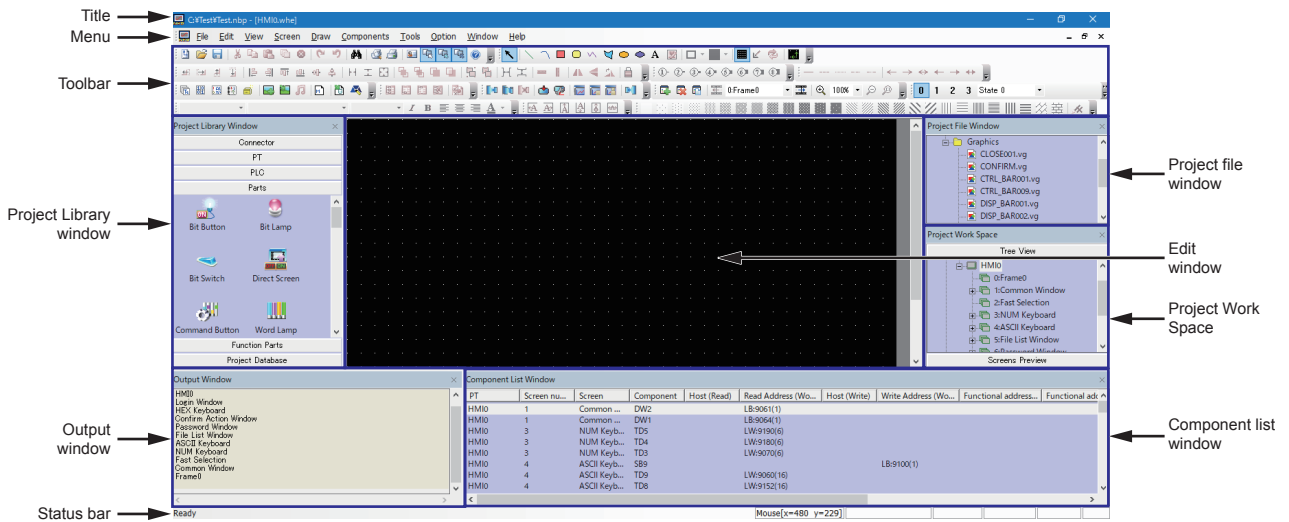 Title
C:¥Test¥Test.nbp - [HMI0.whe]
Menu
File Edit View Screen Draw Components Tools Option Window Help
Toolbar
0:Frame0 100% 0 1 2 3 State 0
Project Library Window
Connector
PT
PLC
Parts
Bit Button Bit Lamp
Bit Switch Direct Screen
Command Button Word Lamp
Function Parts
Project Database
Project Library
window
Project File Window
Graphics
CLOSE001.vg
CONFIRM.vg
CTRL_BAR001.vg
CTRL_BAR009.vg
DISP_BAR001.vg
DISP_BAR002.vg
Project file
window
Edit
window
Project Work Space
Tree View
HMI0
0:Frame0
1:Common Window
2:Fast Selection
3:NUM Keyboard
4:ASCII Keyboard
5:File List Window
6:Password Window
Screens Preview
Project Work
Space
Output Window
HMI0
Login Window
HEX Keyboard
Confirm Action Window
Password Window
File List Window
ASCII Keyboard
NUM Keyboard
Fast Selection
Common Window
Frame0
Output
window
Component List Window
PT Screen nu... Screen Component Host (Read) Read Address (Wo... Host (Write) Write Address (Wo... Functional address... Functional adc
HMI0 1 Common ... DW2 LB:9061(1)
HMI0 1 Common ... DW1 LB:9064(1)
HMI0 3 NUM Keyb... TD5 LW:9190(6)
HMI0 3 NUM Keyb... TD4 LW:9180(6)
HMI0 3 NUM Keyb... TD3 LW:9070(6)
HMI0 4 ASCII Keyb... SB9 LB:9100(1)
HMI0 4 ASCII Keyb... TD9 LW:9060(16)
HMI0 4 ASCII Keyb... TD8 LW:9152(16)
Component list
window
Status bar
Ready
Mouse[x=480 y=229]